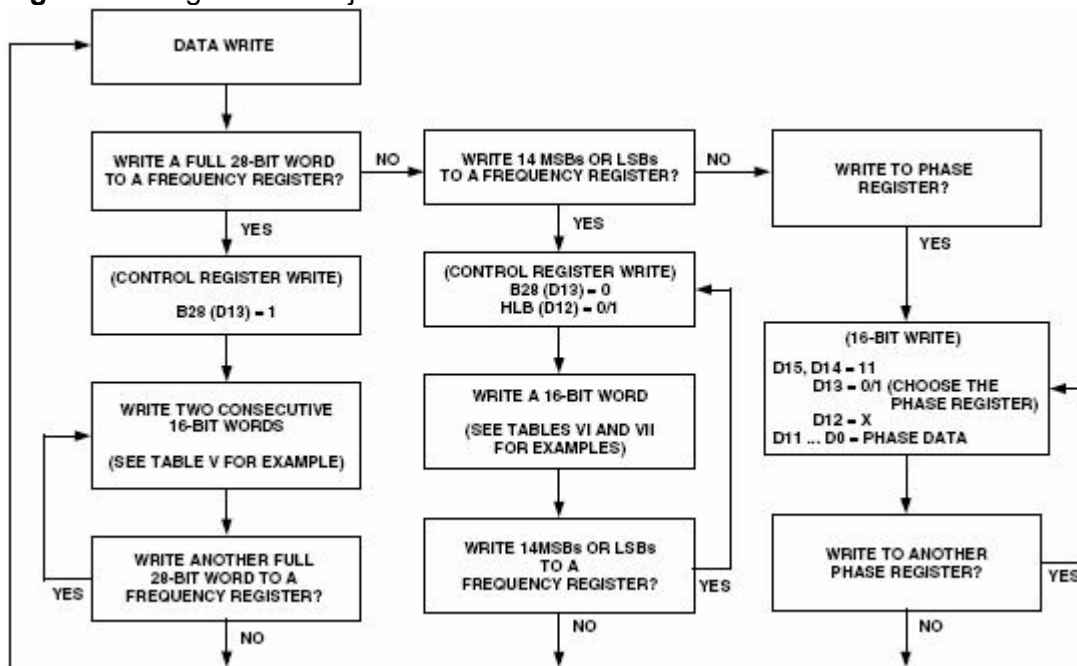 DATA WRITE
WRITE A FULL 28-BIT WORD
TO A FREQUENCY REGISTER?
NO
WRITE 14 MSBs OR LSBs
TO A FREQUENCY REGISTER?
NO
WRITE TO PHASE
REGISTER?
YES
YES
YES
(CONTROL REGISTER WRITE)
B28 (D13) = 1
(CONTROL REGISTER WRITE)
B28 (D13) = 0
HLB (D12) = 0/1
(16-BIT WRITE)
D15, D14 = 11
D13 = 0/1 (CHOOSE THE
PHASE REGISTER)
D12 = X
D11 ... D0 = PHASE DATA
WRITE TWO CONSECUTIVE
16-BIT WORDS
(SEE TABLE V FOR EXAMPLE)
WRITE A 16-BIT WORD
(SEE TABLES VI AND VII
FOR EXAMPLES)
WRITE ANOTHER FULL
28-BIT WORD TO A
FREQUENCY REGISTER?
YES
NO
WRITE 14MSBs OR LSBs
TO A
FREQUENCY REGISTER?
YES
NO
WRITE TO ANOTHER
PHASE REGISTER?
YES
NO